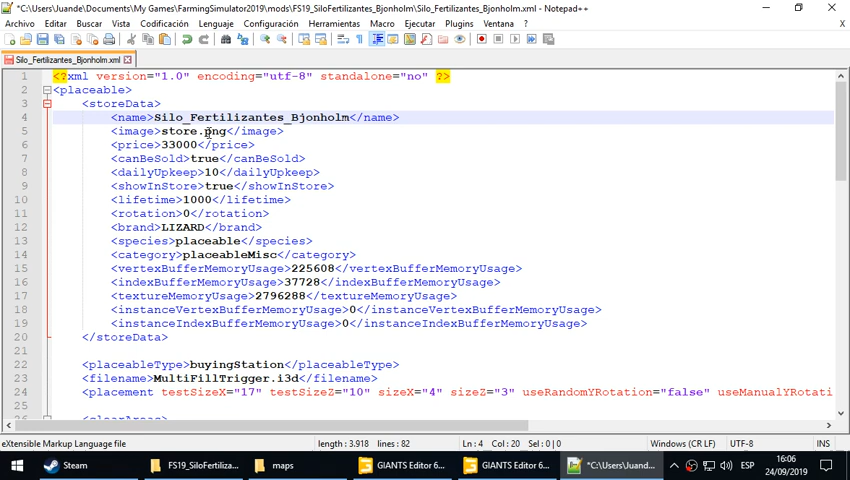 *C:\Users\Juande\Documents\My Games\FarmingSimulator2019\mods\FS19_SiloFertilizantes_Bjonholm\Silo_Fertilizantes_Bjonholm.xml - Notepad++
Archivo Editar Buscar Vista Codificación Lenguaje Configuración Herramientas Macro Ejecutar Plugins Ventana ? X
Silo_Fertilizantes_Bjonholm.xml
1 <?xml version="1.0" encoding="utf-8" standalone="no" ?>
2 <placeable>
3 <storeData>
4 <name>Silo_Fertilizantes_Bjonholm</name>
5 <image>store.png</image>
6 <price>33000</price>
7 <canBeSold>true</canBeSold>
8 <dailyUpkeep>10</dailyUpkeep>
9 <showInStore>true</showInStore>
10 <lifetime>1000</lifetime>
11 <rotation>0</rotation>
12 <brand>LIZARD</brand>
13 <species>placeable</species>
14 <category>placeableMisc</category>
15 <vertexBufferMemoryUsage>225608</vertexBufferMemoryUsage>
16 <indexBufferMemoryUsage>37728</indexBufferMemoryUsage>
17 <textureMemoryUsage>2796288</textureMemoryUsage>
18 <instanceVertexBufferMemoryUsage>0</instanceVertexBufferMemoryUsage>
19 <instanceIndexBufferMemoryUsage>0</instanceIndexBufferMemoryUsage>
20 </storeData>
21
22 <placeableType>buyingStation</placeableType>
23 <filename>MultiFillTrigger.i3d</filename>
24 <placement testSizeX="17" testSizeZ="10" sizeX="4" sizeZ="3" useRandomYRotation="false" useManualYRotati
25
26 <clearAreas>
eXtensible Markup Language file length : 3.918 lines : 82 Ln : 4 Col : 20 Sel : 0 | 0 Windows (CR LF) UTF-8 INS
Steam FS19_SiloFertilizan... maps GIANTS Editor 6... GIANTS Editor 6... *C:\Users\Juand... ESP 16:06
24/09/2019